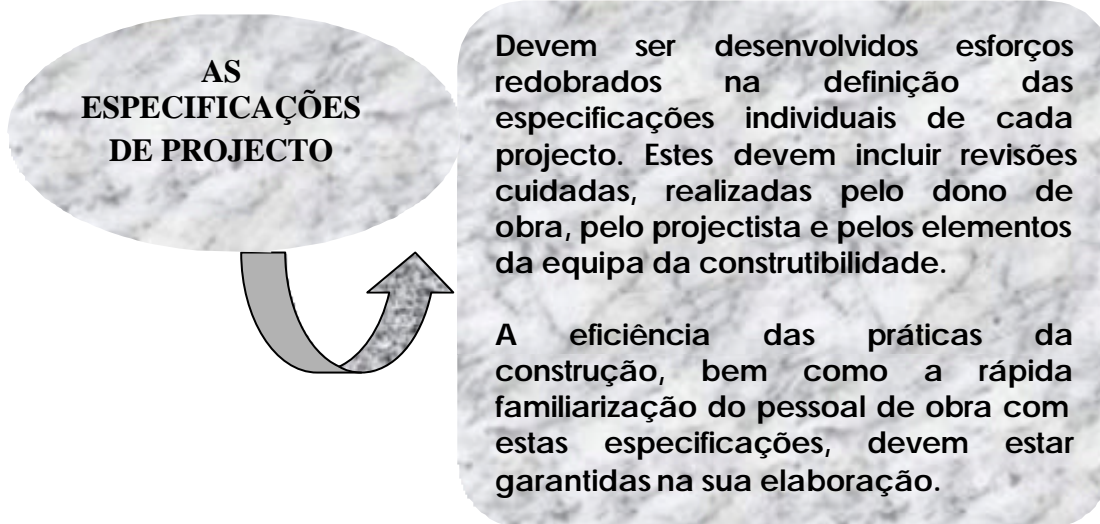 AS
ESPECIFICAÇÕES
DE PROJECTO
Devem ser desenvolvidos esforços
redobrados na definição das
especificações individuais de cada
projecto. Estes devem incluir revisões
cuidadas, realizadas pelo dono de
obra, pelo projectista e pelos elementos
da equipa da construtibilidade.
A eficiência das práticas da
construção, bem como a rápida
familiarização do pessoal de obra com
estas especificações, devem estar
garantidas na sua elaboração.